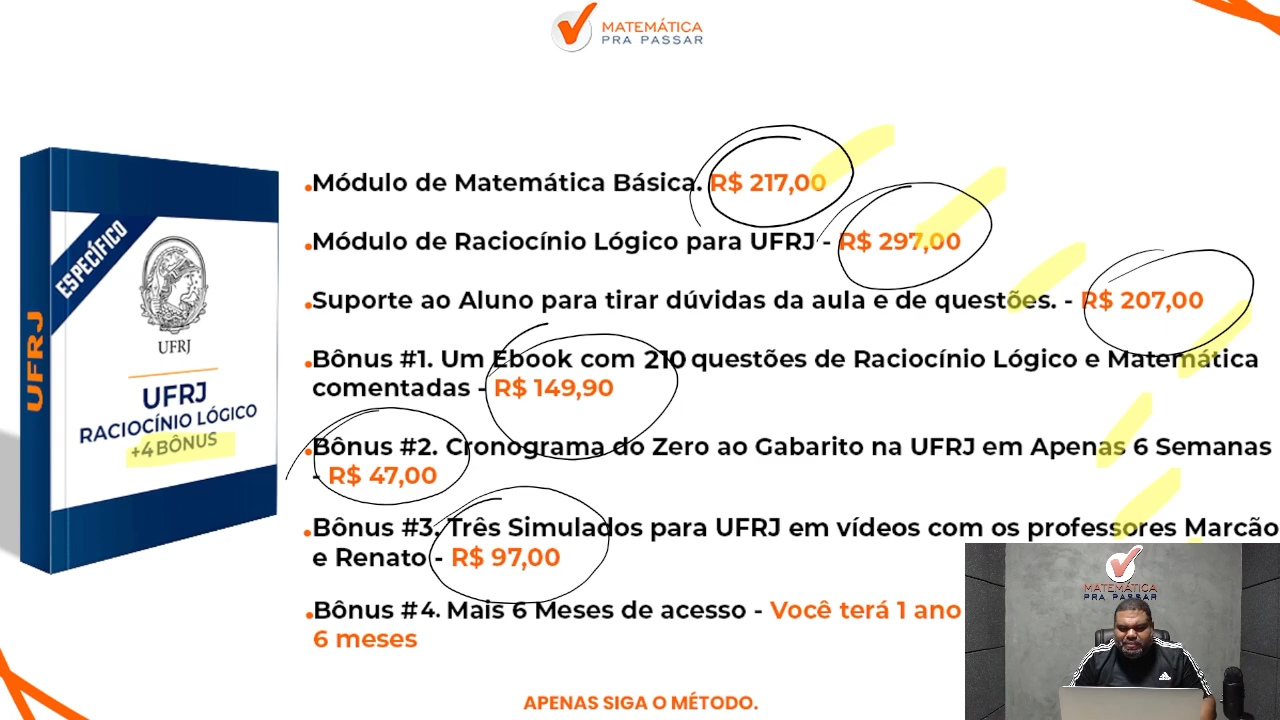 MATEMÁTICA
PRA PASSAR
ESPECÍFICO
UFRJ
UFRJ
UFRJ
RACIOCÍNIO LÓGICO
+4 BÔNUS
•Módulo de Matemática Básica. R$ 217,00
•Módulo de Raciocínio Lógico para UFRJ - R$ 297,00
•Suporte ao Aluno para tirar dúvidas da aula e de questões. - R$ 207,00
•Bônus #1. Um Ebook com 210 questões de Raciocínio Lógico e Matemática
comentadas - R$ 149,90
•Bônus #2. Cronograma do Zero ao Gabarito na UFRJ em Apenas 6 Semanas
- R$ 47,00
•Bônus #3. Três Simulados para UFRJ em vídeos com os professores Marcão
e Renato - R$ 97,00
•Bônus #4. Mais 6 Meses de acesso - Você terá 1 ano
6 meses
MATEMÁTICA
PRA PASSAR
APENAS SIGA O MÉTODO.